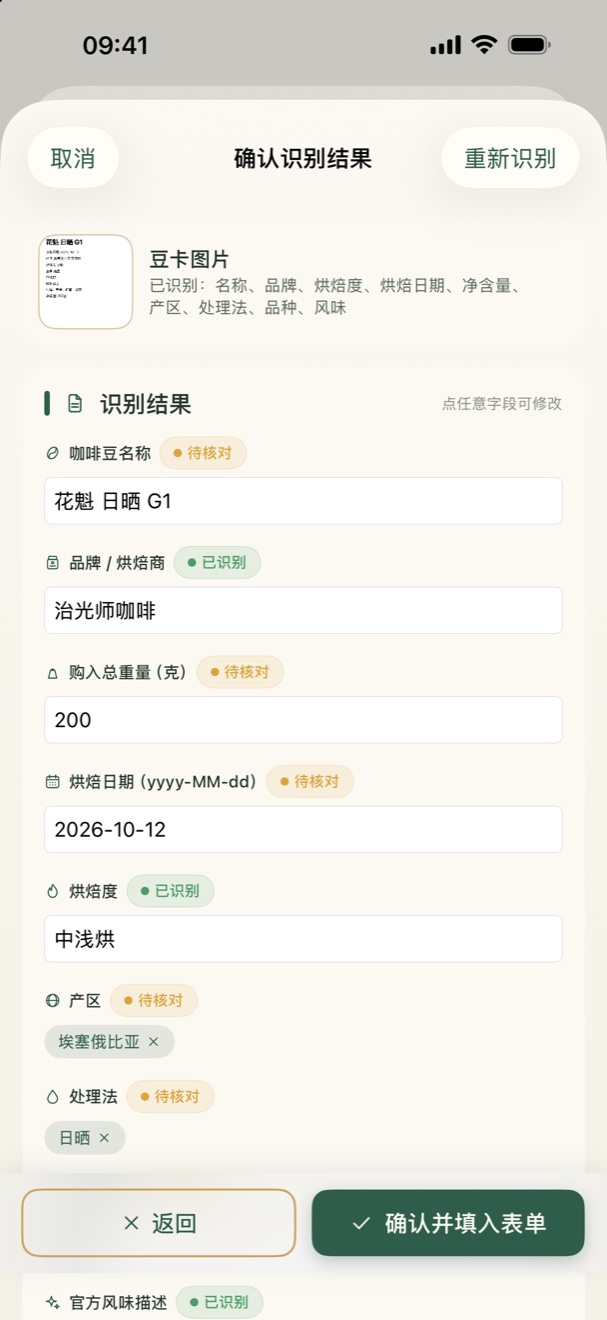 09:41
取消
确认识别结果
重新识别
花魁 日晒 G1
豆卡图片
已识别：名称、品牌、烘焙度、烘焙日期、净含量、
产区、处理法、品种、风味
识别结果
点任意字段可修改
咖啡豆名称
待核对
花魁 日晒 G1
品牌 / 烘焙商
已识别
治光师咖啡
购入总重量 (克)
待核对
200
烘焙日期 (yyyy-MM-dd)
待核对
2026-10-12
烘焙度
已识别
中浅烘
产区
待核对
埃塞俄比亚 ×
处理法
待核对
日晒 ×
× 返回
✓ 确认并填入表单
官方风味描述
已识别